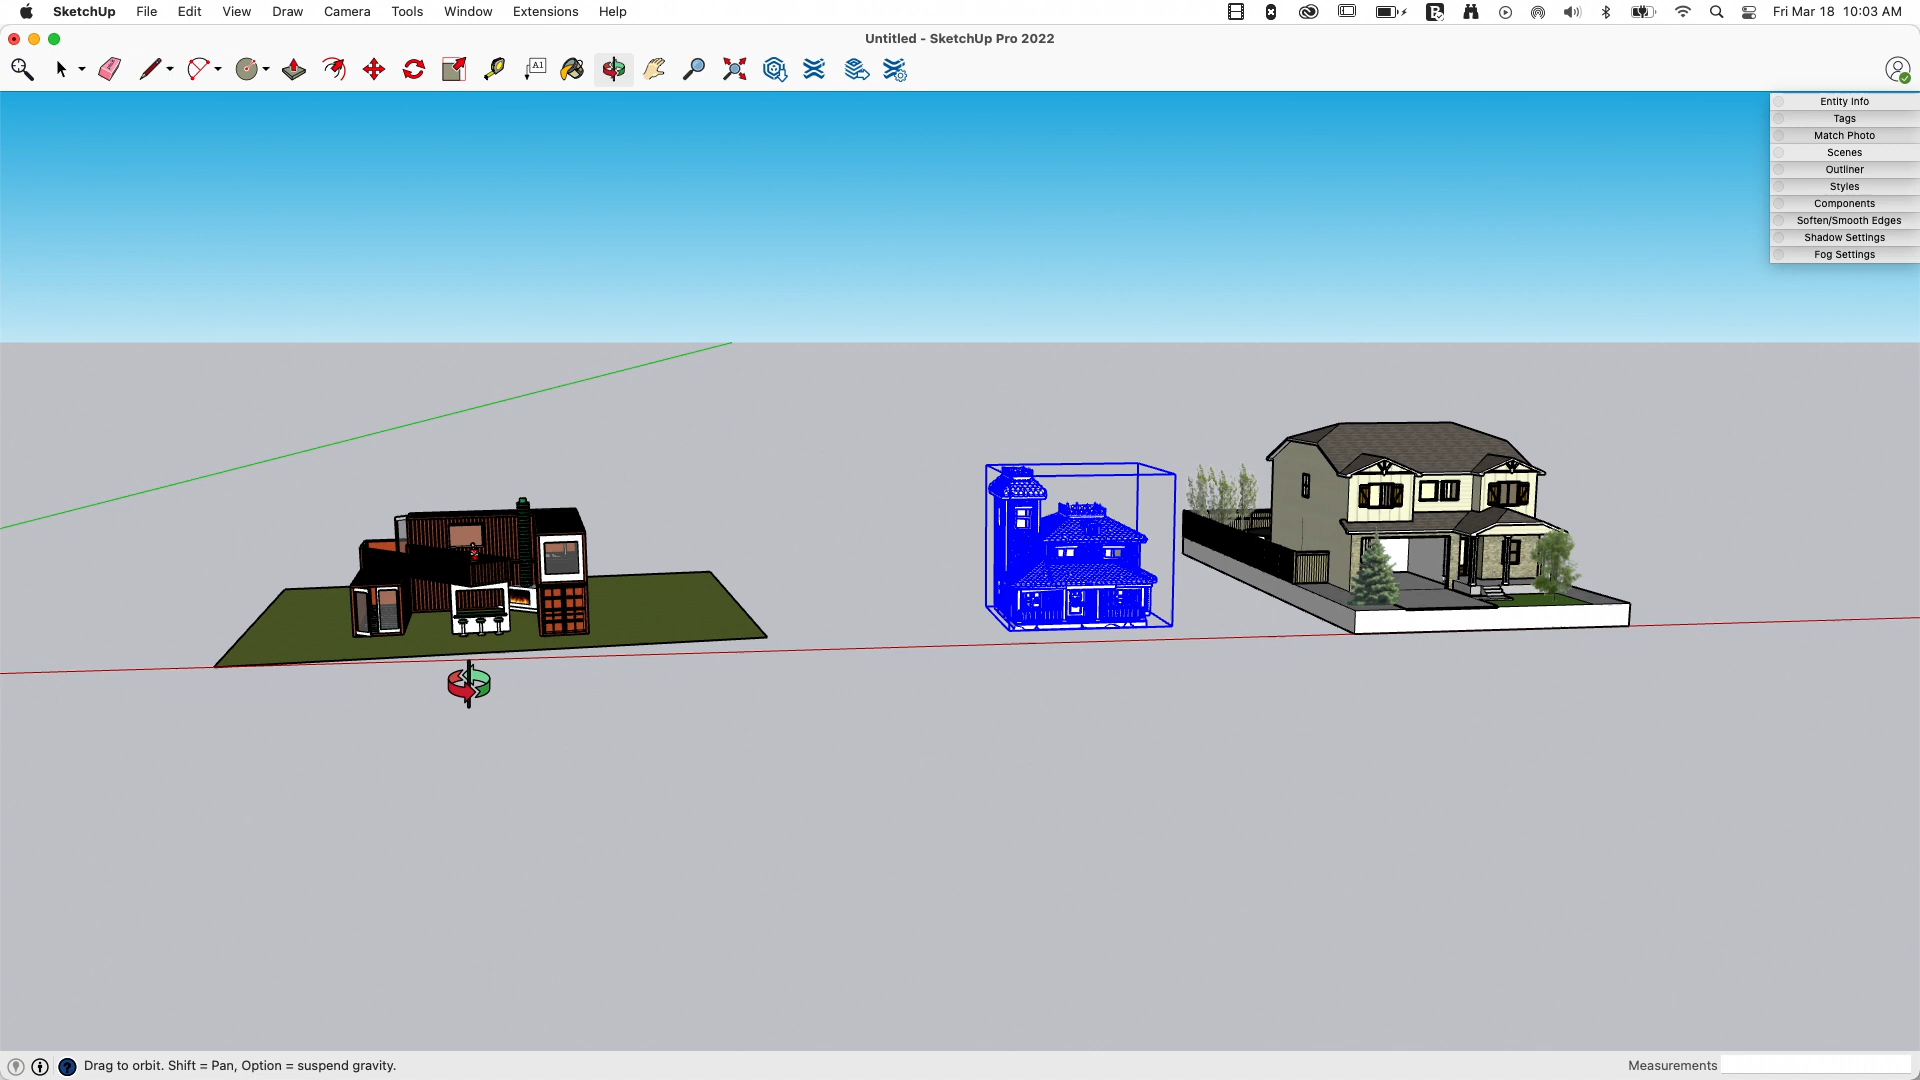 SketchUp File Edit View Draw Camera Tools Window Extensions Help Fri Mar 18 10:03 AM
Untitled - SketchUp Pro 2022
A1
Entity Info
Tags
Match Photo
Scenes
Outliner
Styles
Components
Soften/Smooth Edges
Shadow Settings
Fog Settings
Drag to orbit. Shift = Pan, Option = suspend gravity. Measurements